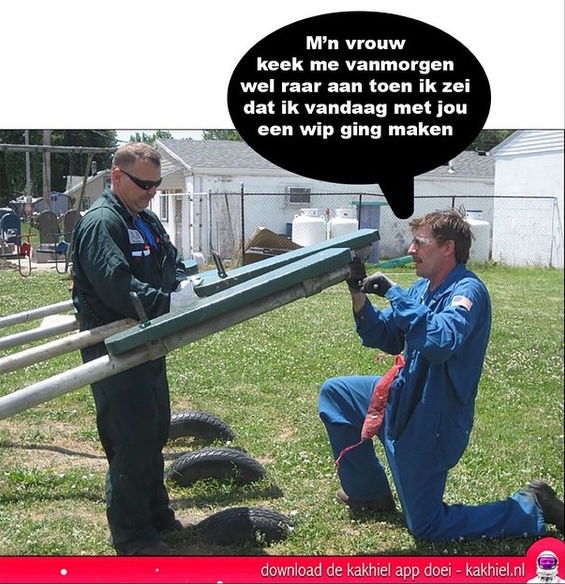 M'n vrouw
keek me vanmorgen
wel raar aan toen ik zei
dat ik vandaag met jou
een wip ging maken
download de kakhiel app doei - kakhiel.nl